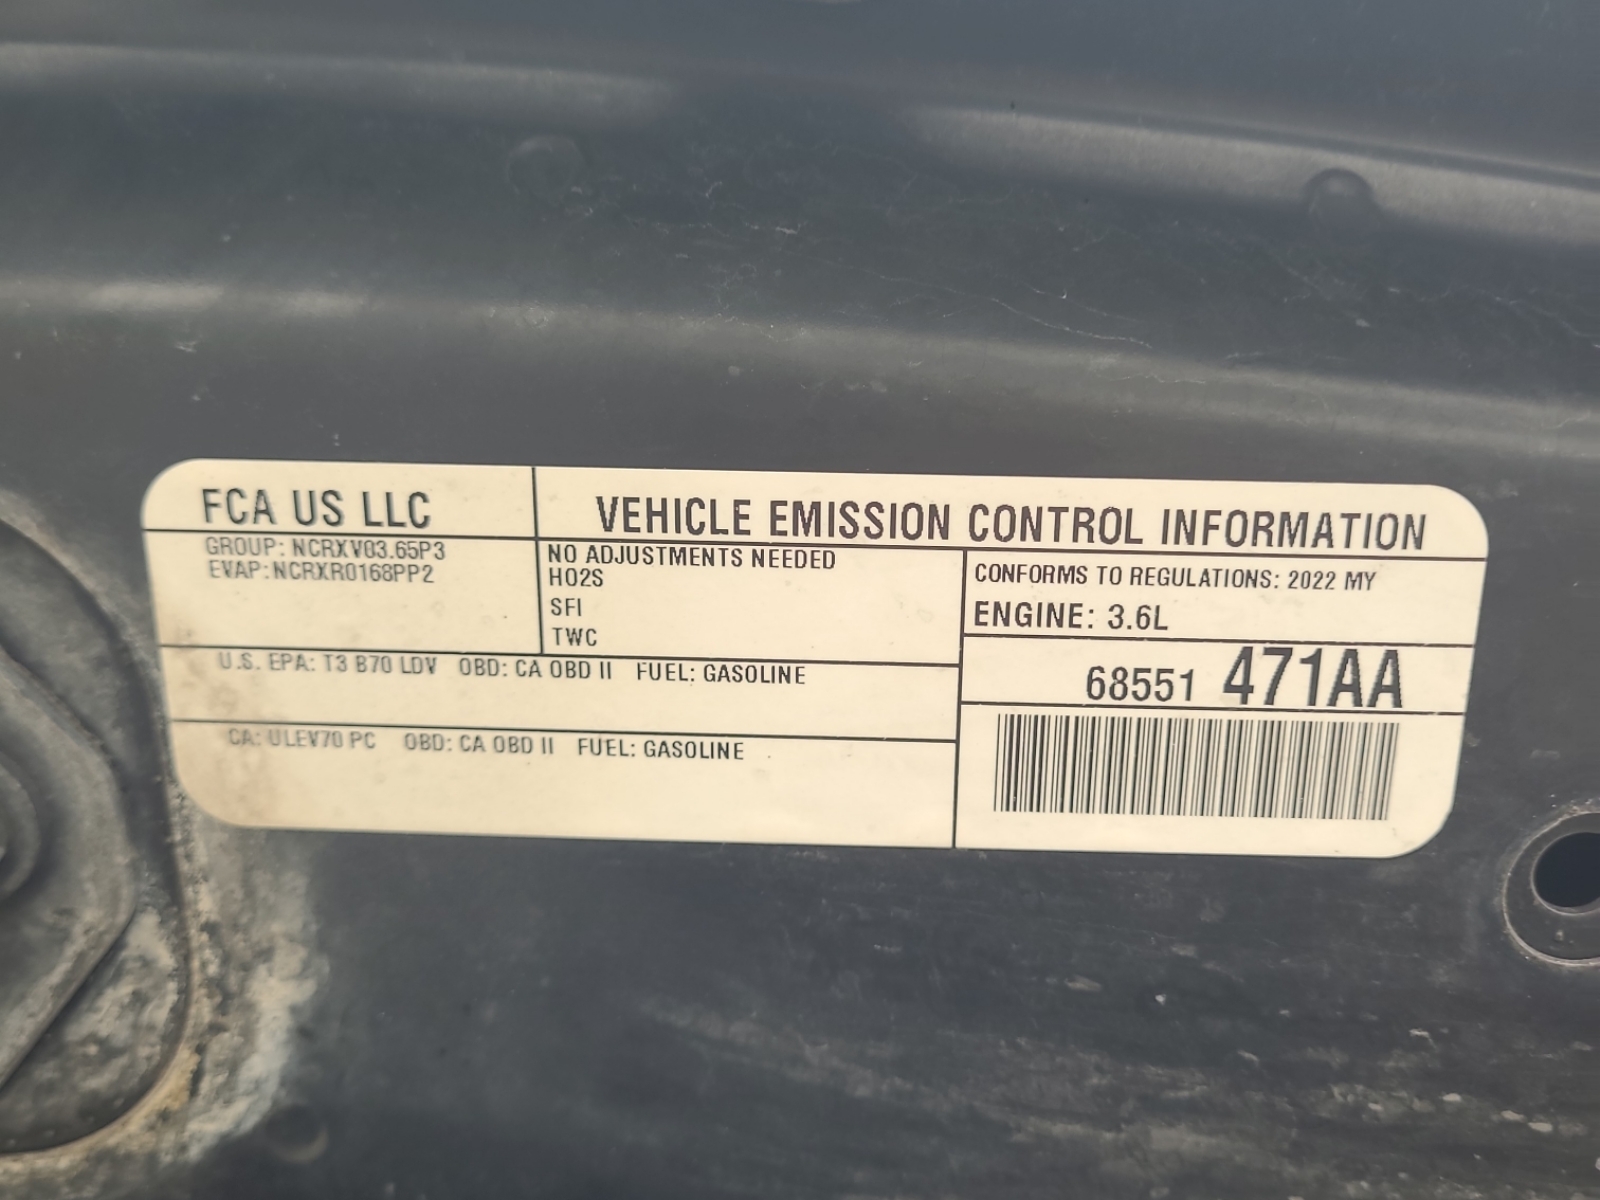 FCA US LLC
VEHICLE EMISSION CONTROL INFORMATION
GROUP: NCRXV03.65P3
EVAP: NCRXR0168PP2
NO ADJUSTMENTS NEEDED
HO2S
SFI
TWC
CONFORMS TO REGULATIONS: 2022 MY
ENGINE: 3.6L
U.S. EPA: T3 B70 LDV OBD: CA OBD II FUEL: GASOLINE
68551 471AA
CA: ULEV70 PC OBD: CA OBD II FUEL: GASOLINE